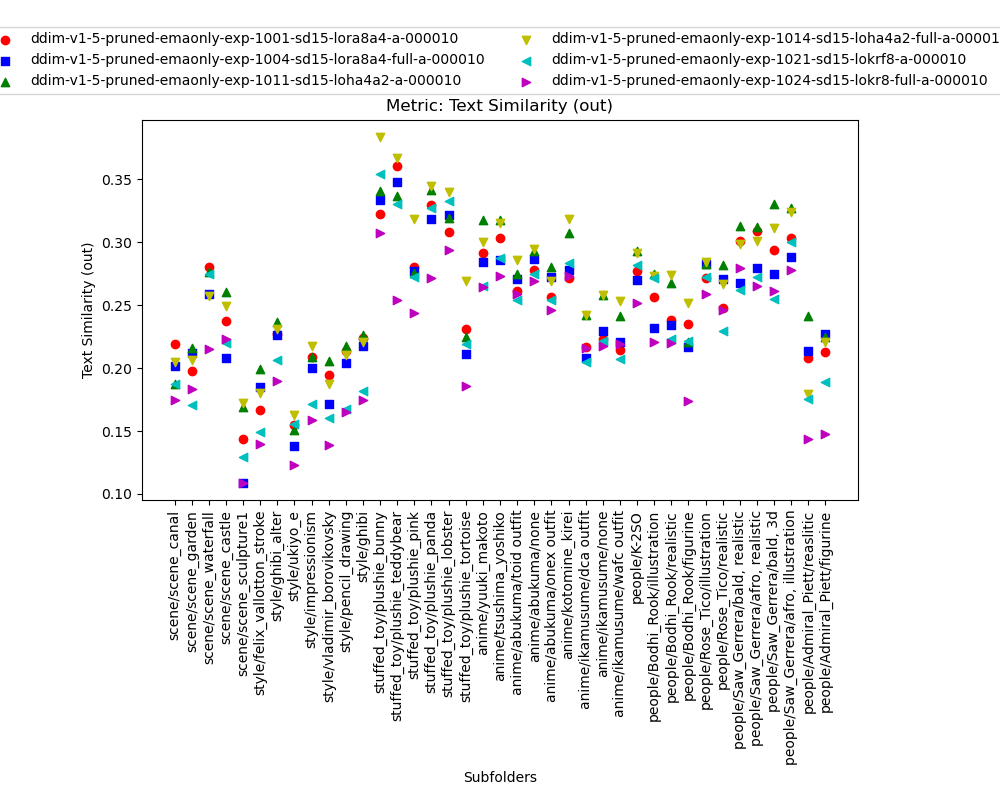 ddim-v1-5-pruned-emaonly-exp-1001-sd15-lora8a4-a-000010
ddim-v1-5-pruned-emaonly-exp-1004-sd15-lora8a4-full-a-000010
ddim-v1-5-pruned-emaonly-exp-1011-sd15-loha4a2-a-000010
ddim-v1-5-pruned-emaonly-exp-1014-sd15-loha4a2-full-a-00001
ddim-v1-5-pruned-emaonly-exp-1021-sd15-lokrf8-a-000010
ddim-v1-5-pruned-emaonly-exp-1024-sd15-lokr8-full-a-000010
Metric: Text Similarity (out)
Text Similarity (out)
0.35
0.30
0.25
0.20
0.15
0.10
scene/scene_canal
scene/scene_garden
scene/scene_waterfall
scene/scene_castle
scene/scene_sculpture1
style/felix_vallotton_stroke
style/ghibi_alter
style/ukiyo_e
style/impressionism
style/vladimir_borovikovsky
style/pencil_drawing
style/ghibi
stuffed_toy/plushie_bunny
stuffed_toy/plushie_teddybear
stuffed_toy/plushie_pink
stuffed_toy/plushie_panda
stuffed_toy/plushie_lobster
stuffed_toy/plushie_tortoise
anime/yuuki_makoto
anime/tsushima_yoshiko
anime/abukuma/toid outfit
anime/abukuma/none
anime/abukuma/onex outfit
anime/kotomine_kirei
anime/ikamusume/dca outfit
anime/ikamusume/none
anime/ikamusume/wafc outfit
people/K-2SO
people/Bodhi_Rook/illustration
people/Bodhi_Rook/realistic
people/Bodhi_Rook/figurine
people/Rose_Tico/illustration
people/Rose_Tico/realistic
people/Saw_Gerrera/bald, realistic
people/Saw_Gerrera/afro, realistic
people/Saw_Gerrera/bald, 3d
people/Saw_Gerrera/afro, illustration
people/Admiral_Piett/reaslitic
people/Admiral_Piett/figurine
Subfolders